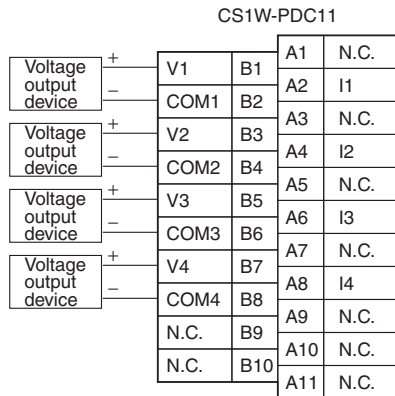 CS1W-PDC11
A1 N.C.
Voltage output device + − V1 B1
A2 I1
COM1 B2
A3 N.C.
Voltage output device + − V2 B3
A4 I2
COM2 B4
A5 N.C.
Voltage output device + − V3 B5
A6 I3
COM3 B6
A7 N.C.
Voltage output device + − V4 B7
A8 I4
COM4 B8
A9 N.C.
N.C. B9
A10 N.C.
N.C. B10
A11 N.C.